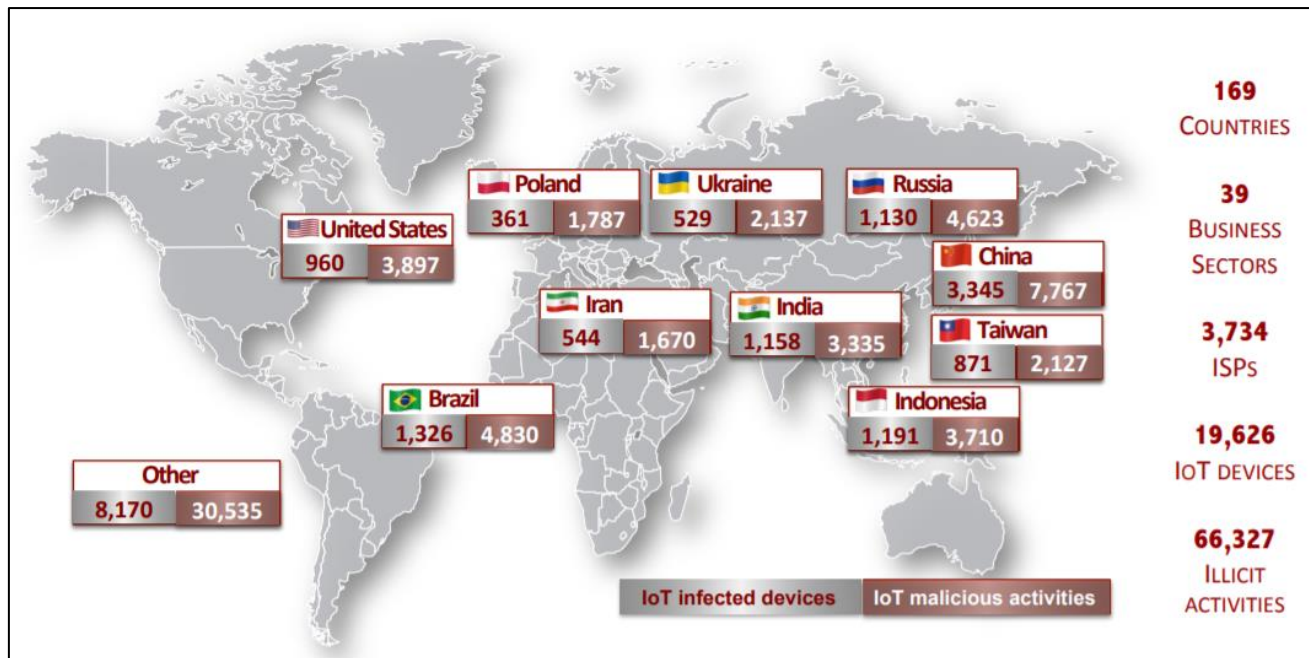 Poland
361 1,787
Ukraine
529 2,137
Russia
1,130 4,623
United States
960 3,897
China
3,345 7,767
Iran
544 1,670
India
1,158 3,335
Taiwan
871 2,127
Brazil
1,326 4,830
Indonesia
1,191 3,710
Other
8,170 30,535
IoT infected devices IoT malicious activities
169
COUNTRIES
39
BUSINESS
SECTORS
3,734
ISPS
19,626
IOT DEVICES
66,327
ILLICIT
ACTIVITIES